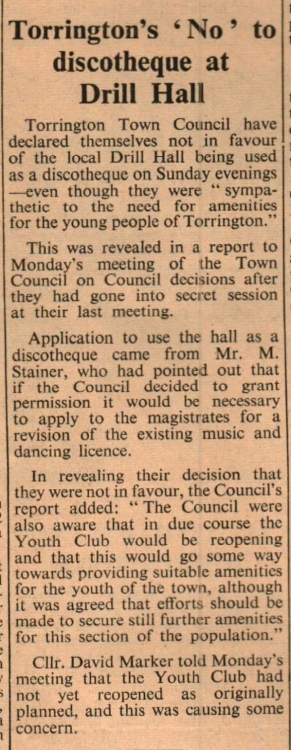 Torrington's 'No' to
discotheque at
Drill Hall
Torrington Town Council have
declared themselves not in favour
of the local Drill Hall being used
as a discotheque on Sunday evenings
—even though they were " sympa-
thetic to the need for amenities
for the young people of Torrington."
This was revealed in a report to
Monday's meeting of the Town
Council on Council decisions after
they had gone into secret session
at their last meeting.
Application to use the hall as a
discotheque came from Mr. M.
Stainer, who had pointed out that
if the Council decided to grant
permission it would be necessary
to apply to the magistrates for a
revision of the existing music and
dancing licence.
In revealing their decision that
they were not in favour, the Council's
report added: " The Council were
also aware that in due course the
Youth Club would be reopening
and that this would go some way
towards providing suitable amenities
for the youth of the town, although
it was agreed that efforts should be
made to secure still further amenities
for this section of the population."
Cllr. David Marker told Monday's
meeting that the Youth Club had
not yet reopened as originally
planned, and this was causing some
concern.